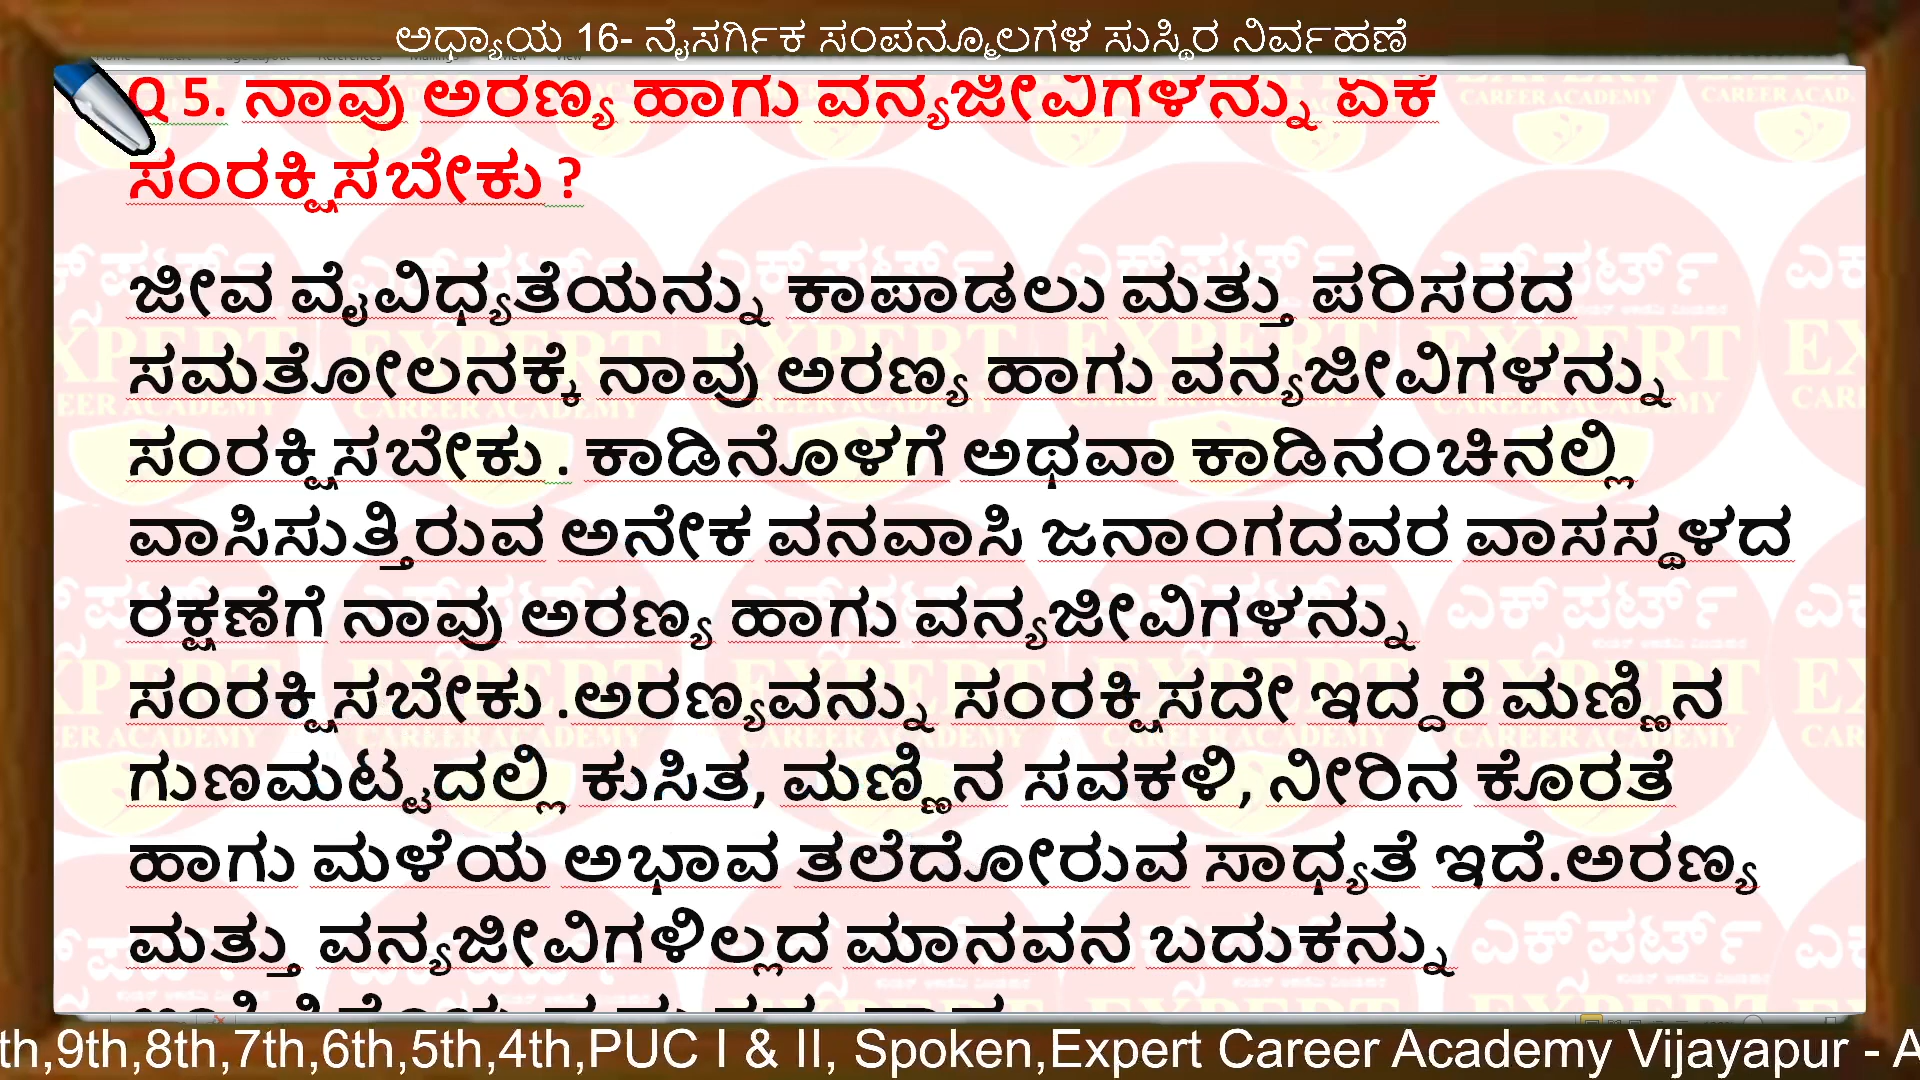 ಅಧ್ಯಾಯ 16- ನೈಸರ್ಗಿಕ ಸಂಪನ್ಮೂಲಗಳ ಸುಸ್ಥಿರ ನಿರ್ವಹಣೆ
Q 5. ನಾವು ಅರಣ್ಯ ಹಾಗು ವನ್ಯಜೀವಿಗಳನ್ನು ಏಕೆ
ಸಂರಕ್ಷಿಸಬೇಕು ?
ಜೀವ ವೈವಿಧ್ಯತೆಯನ್ನು ಕಾಪಾಡಲು ಮತ್ತು ಪರಿಸರದ
ಸಮತೋಲನಕ್ಕೆ ನಾವು ಅರಣ್ಯ ಹಾಗು ವನ್ಯಜೀವಿಗಳನ್ನು
ಸಂರಕ್ಷಿಸಬೇಕು . ಕಾಡಿನೊಳಗೆ ಅಥವಾ ಕಾಡಿನಂಚಿನಲ್ಲಿ
ವಾಸಿಸುತ್ತಿರುವ ಅನೇಕ ವನವಾಸಿ ಜನಾಂಗದವರ ವಾಸಸ್ಥಳದ
ರಕ್ಷಣೆಗೆ ನಾವು ಅರಣ್ಯ ಹಾಗು ವನ್ಯಜೀವಿಗಳನ್ನು
ಸಂರಕ್ಷಿಸಬೇಕು .ಅರಣ್ಯವನ್ನು ಸಂರಕ್ಷಿಸದೇ ಇದ್ದರೆ ಮಣ್ಣಿನ
ಗುಣಮಟ್ಟದಲ್ಲಿ ಕುಸಿತ, ಮಣ್ಣಿನ ಸವಕಳಿ, ನೀರಿನ ಕೊರತೆ
ಹಾಗು ಮಳೆಯ ಅಭಾವ ತಲೆದೋರುವ ಸಾಧ್ಯತೆ ಇದೆ.ಅರಣ್ಯ
ಮತ್ತು ವನ್ಯಜೀವಿಗಳಿಲ್ಲದ ಮಾನವನ ಬದುಕನ್ನು
th,9th,8th,7th,6th,5th,4th,PUC I & II, Spoken,Expert Career Academy Vijayapur - A